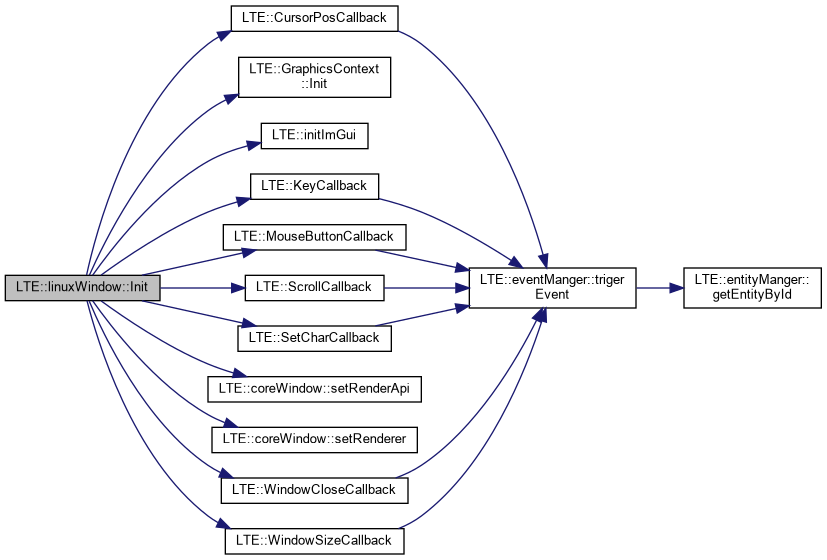 LTE::linuxWindow::Init
LTE::CursorPosCallback
LTE::GraphicsContext
::Init
LTE::initImGui
LTE::KeyCallback
LTE::MouseButtonCallback
LTE::ScrollCallback
LTE::SetCharCallback
LTE::coreWindow::setRenderApi
LTE::coreWindow::setRenderer
LTE::WindowCloseCallback
LTE::WindowSizeCallback
LTE::eventManger::triger
Event
LTE::entityManger::
getEntityById